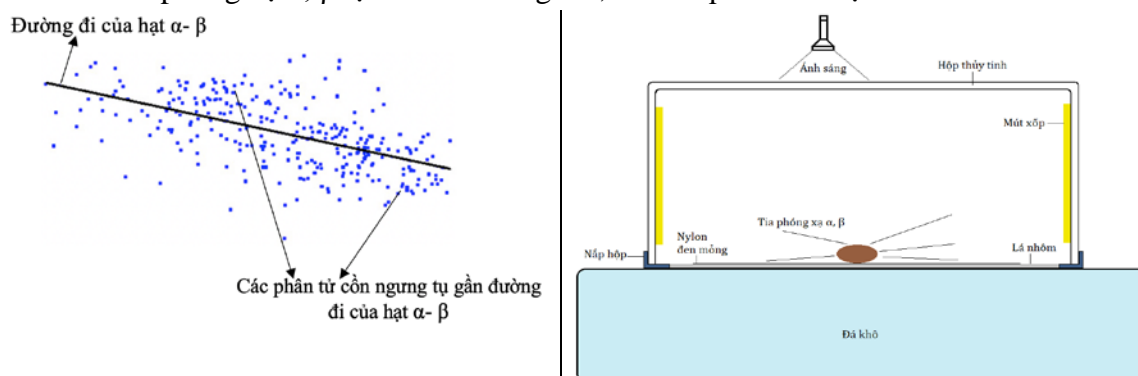 Đường đi của hạt α- β
Các phân tử cồn ngưng tụ gần đường
đi của hạt α- β
Ánh sáng
Hộp thủy tinh
Mút xốp
Tia phóng xạ α, β
Nylon
đen mỏng
Lá nhôm
Nắp hộp
Đá khô